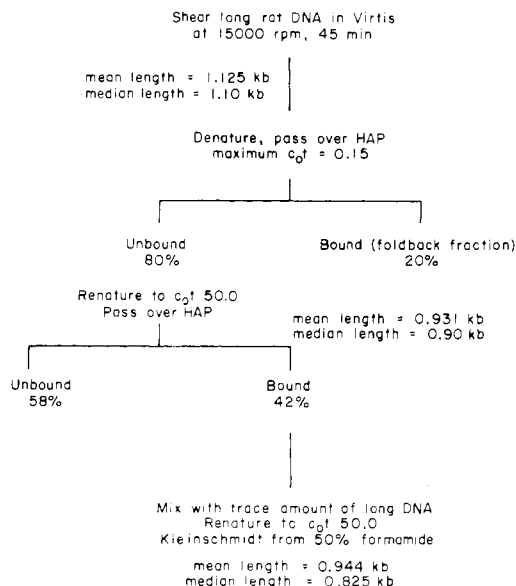 Shear long rat DNA in Virtis
at 15000 rpm, 45 min
mean length = 1.125 kb
median length = 1.10 kb
Denature, pass over HAP
maximum cot = 0.15
Unbound
80%
Bound (foldback fraction)
20%
Renature to cot 50.0
Pass over HAP
mean length = 0.931 kb
median length = 0.90 kb
Unbound
58%
Bound
42%
Mix with trace amount of long DNA
Renature to cot 50.0
Kleinschmidt from 50% formamide
mean length = 0.944 kb
median length = 0.825 kb